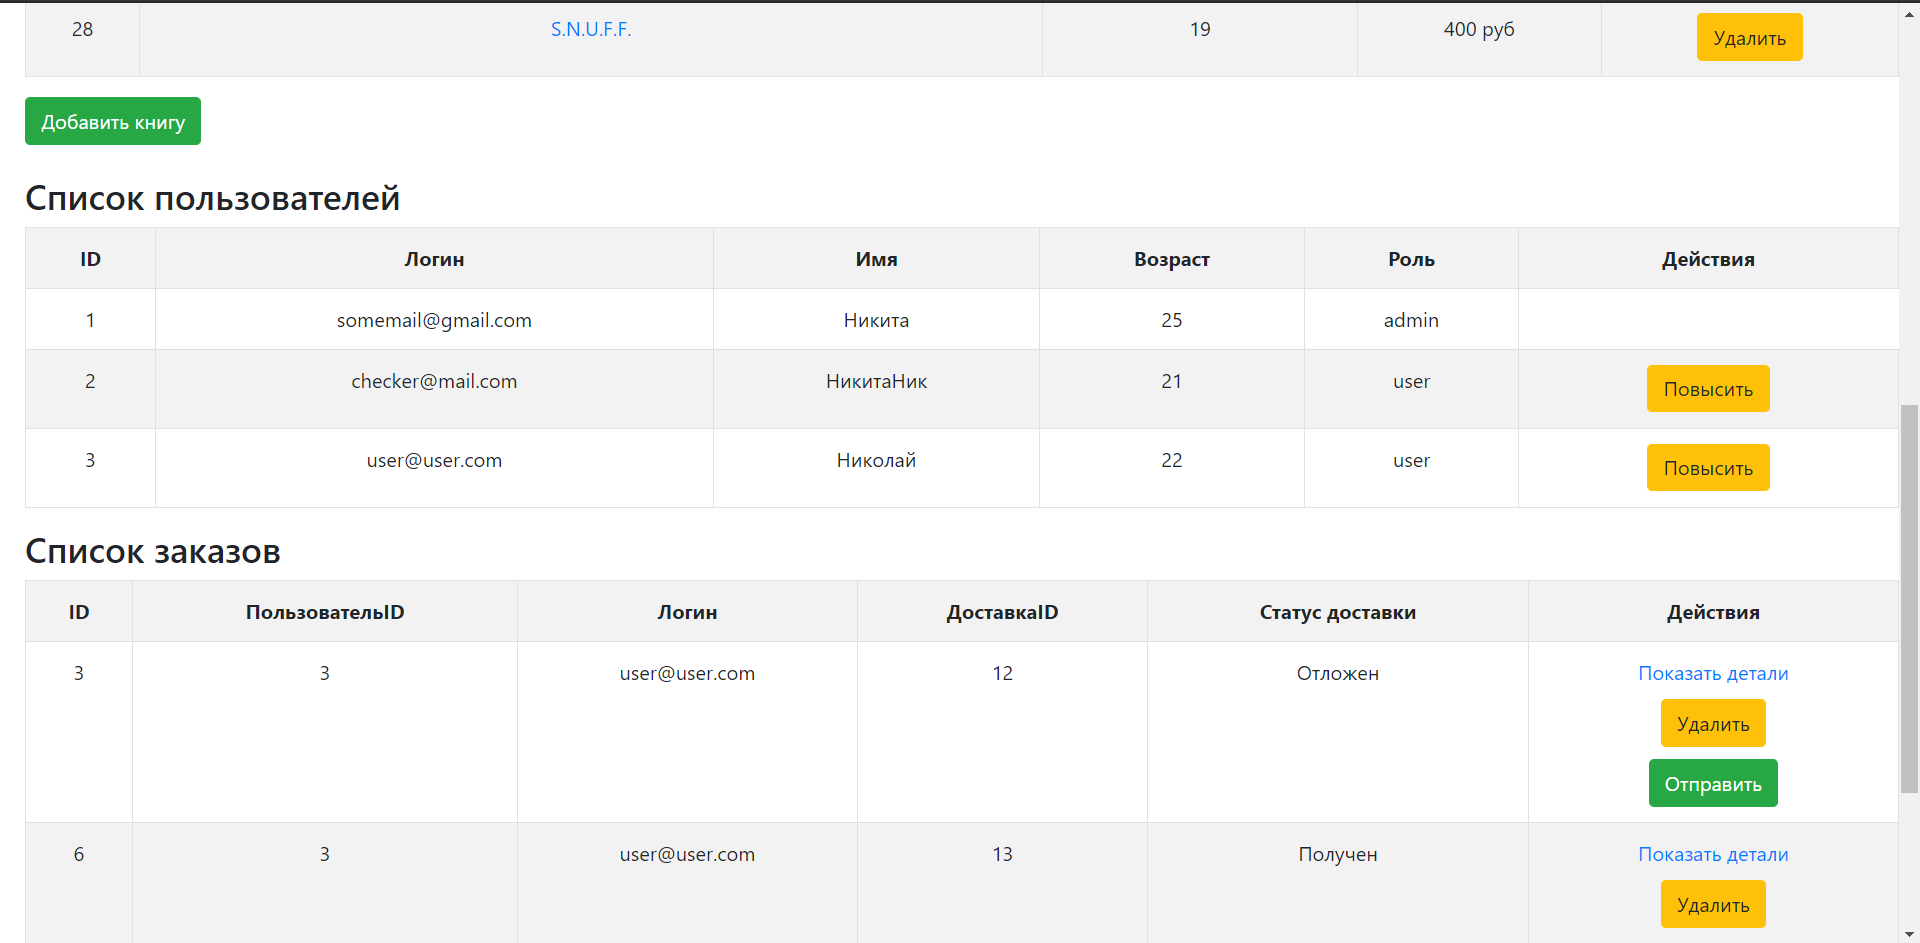 28 S.N.U.F.F. 19 400 руб Удалить
Добавить книгу
Список пользователей
ID Логин Имя Возраст Роль Действия
1 somemail@gmail.com Никита 25 admin
2 checker@mail.com НикитаНик 21 user Повысить
3 user@user.com Николай 22 user Повысить
Список заказов
ID ПользовательID Логин ДоставкаID Статус доставки Действия
3 3 user@user.com 12 Отложен Показать детали
Удалить
Отправить
6 3 user@user.com 13 Получен Показать детали
Удалить